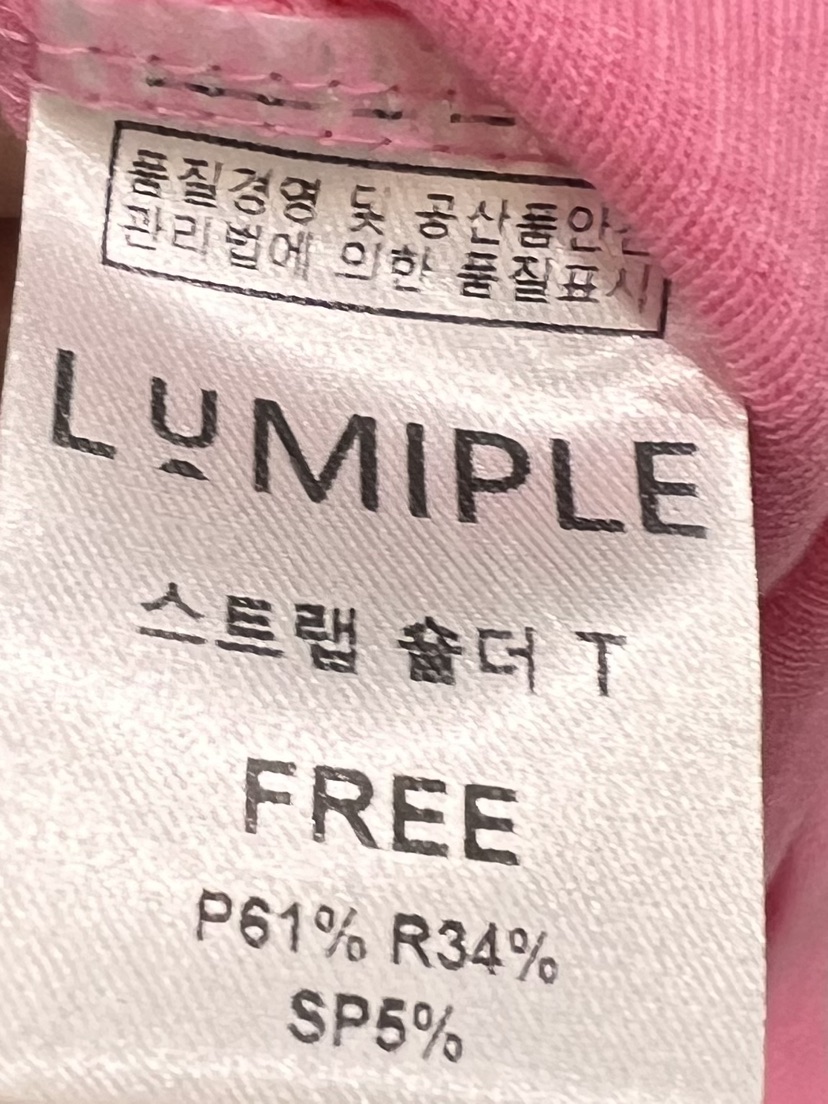 품질경영 및 공산품안전
관리법에 의한 품질표시
LUMIPLE
스트랩 숄더 T
FREE
P61% R34%
SP5%